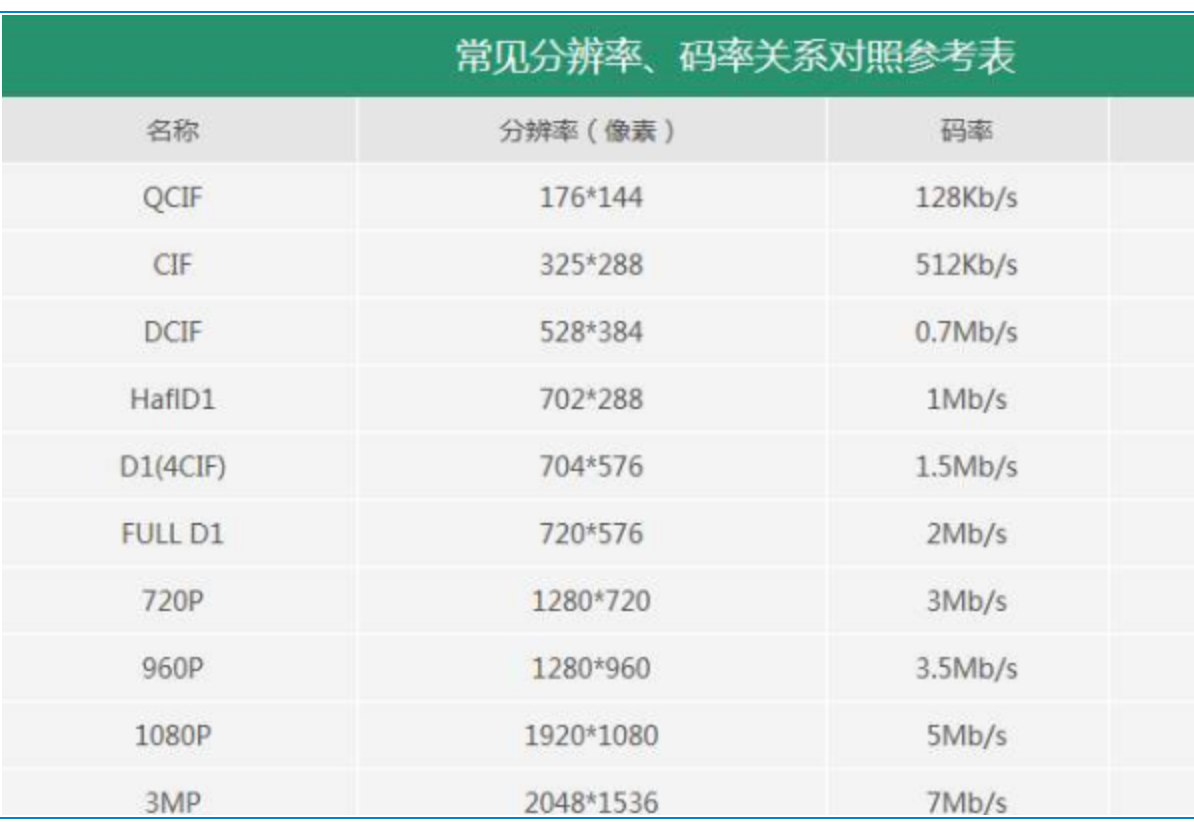 常见分辨率、码率关系对照参考表
名称 分辨率(像素) 码率
QCIF 176*144 128Kb/s
CIF 325*288 512Kb/s
DCIF 528*384 0.7Mb/s
HaflD1 702*288 1Mb/s
D1(4CIF) 704*576 1.5Mb/s
FULL D1 720*576 2Mb/s
720P 1280*720 3Mb/s
960P 1280*960 3.5Mb/s
1080P 1920*1080 5Mb/s
3MP 2048*1536 7Mb/s